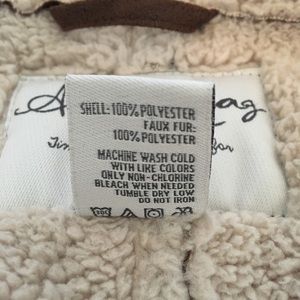 SHELL: 100% POLYESTER
FAUX FUR:
100% POLYESTER
MACHINE WASH COLD
WITH LIKE COLORS
ONLY NON-CHLORINE
BLEACH WHEN NEEDED
TUMBLE DRY LOW
DO NOT IRON